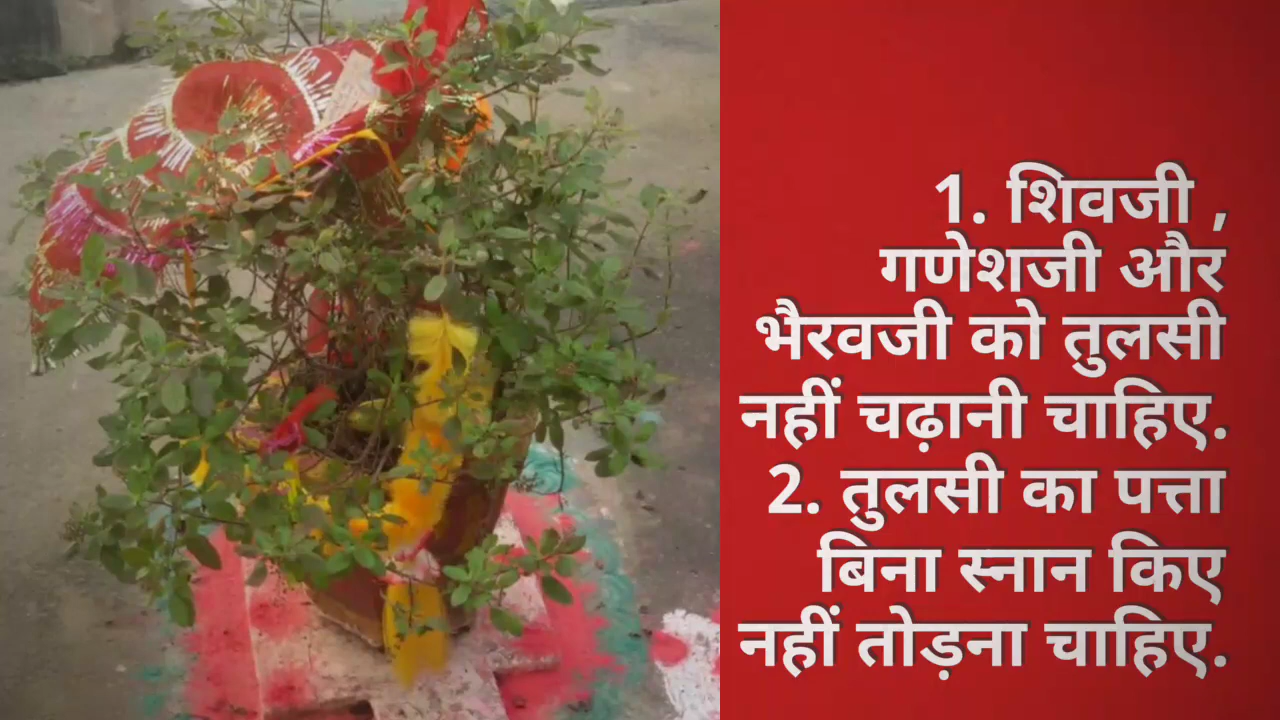 1. शिवजी ,
गणेशजी और
भैरवजी को तुलसी
नहीं चढ़ानी चाहिए.
2. तुलसी का पत्ता
बिना स्नान किए
नहीं तोड़ना चाहिए.